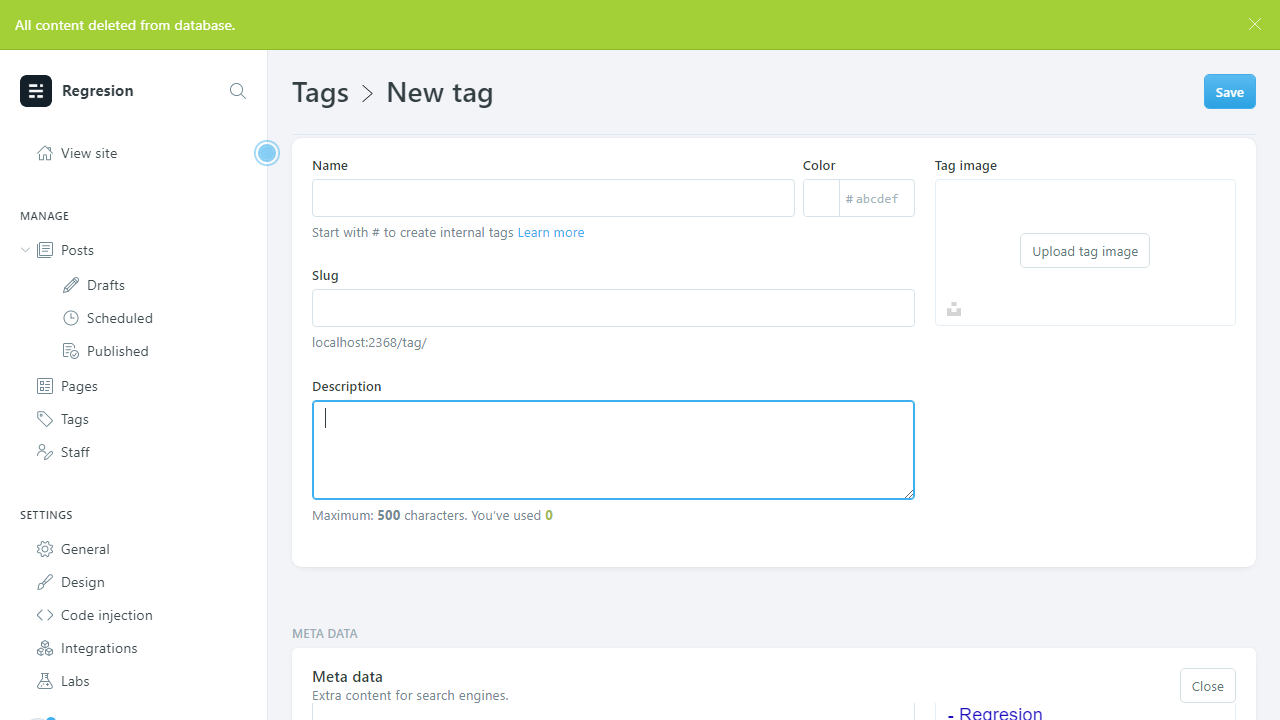 All content deleted from database.
Regresion
View site
MANAGE
Posts
Drafts
Scheduled
Published
Pages
Tags
Staff
SETTINGS
General
Design
Code injection
Integrations
Labs
Tags > New tag
Save
Name
Color
# abcdef
Start with # to create internal tags Learn more
Slug
localhost:2368/tag/
Description
Maximum: 500 characters. You've used 0
Tag image
Upload tag image
META DATA
Meta data
Extra content for search engines.
Close
- Regresion